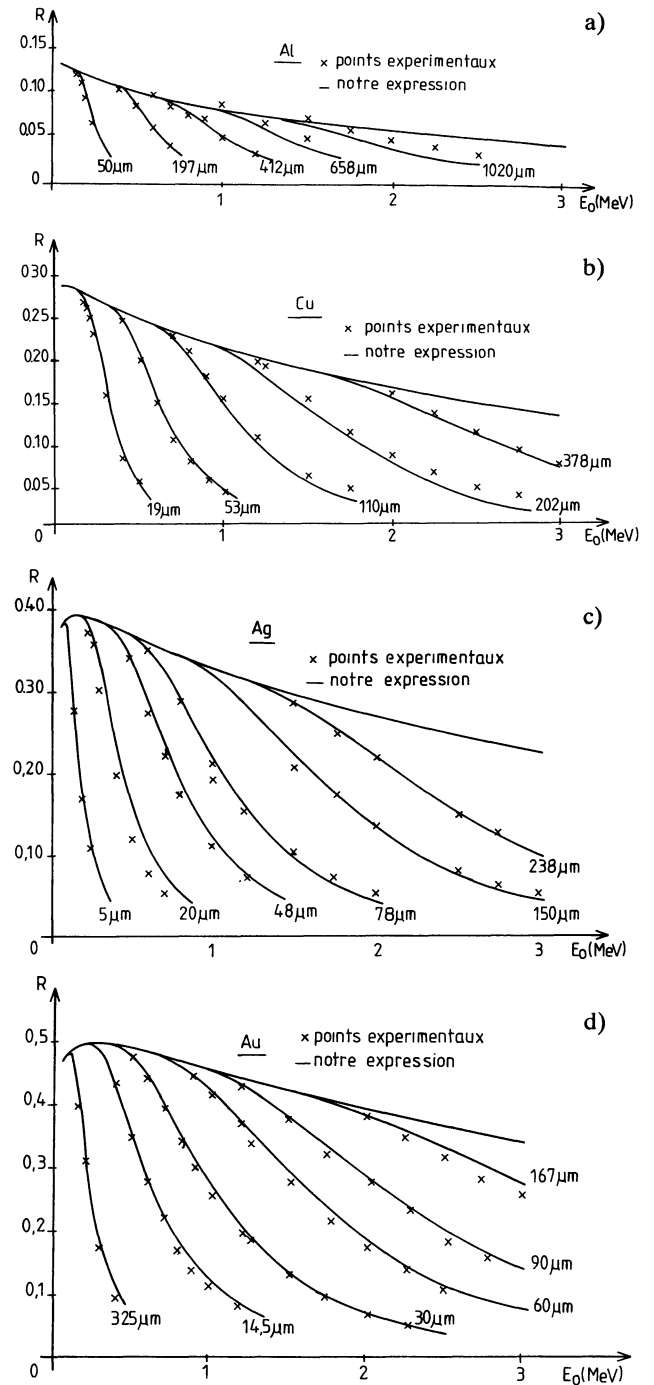 R
a)
0.15
Al
× points experimentaux
— notre expression
0.10
0.05
50µm
197µm
412µm
658µm
1020µm
0
1
2
3
E₀(MeV)
R
b)
0.30
Cu
× points experimentaux
— notre expression
0.25
0.20
0.15
0.10
0.05
378µm
19µm
53µm
110µm
202µm
0
1
2
3
E₀(MeV)
R
c)
0.40
Ag
× points experimentaux
— notre expression
0.30
0,20
0,10
238µm
5µm
20µm
48µm
78µm
150µm
0
1
2
3
E₀(MeV)
R
d)
0,5
Au
× points experimentaux
— notre expression
0,4
0,3
167µm
0,2
90µm
0,1
325µm
14,5µm
30µm
60µm
0
1
2
3
E₀(MeV)